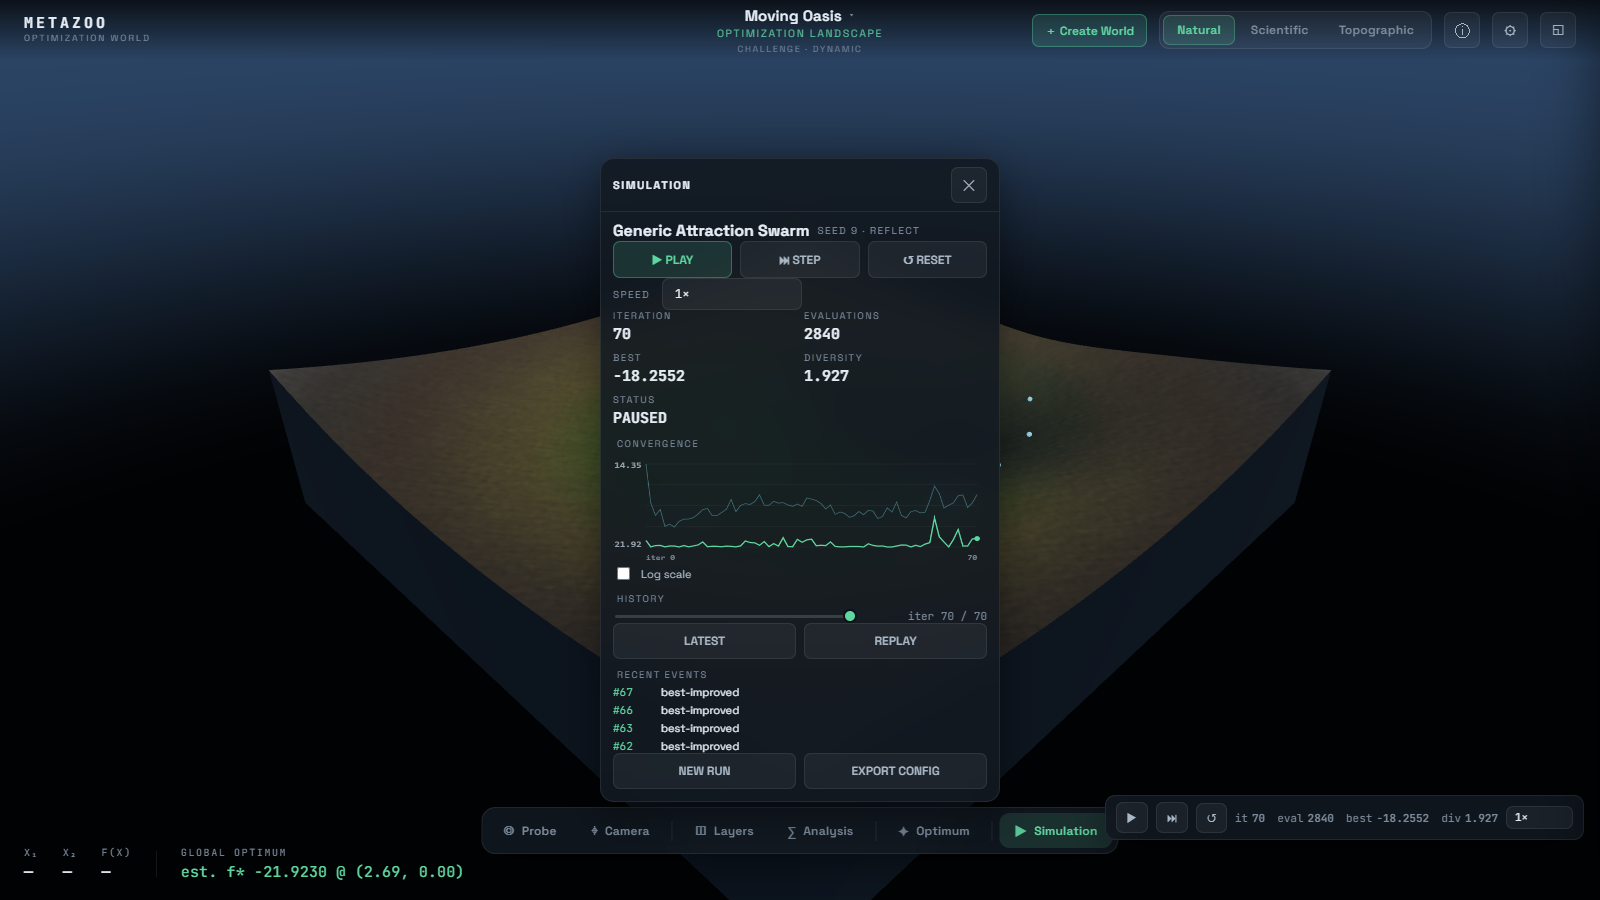 METAZOO
OPTIMIZATION WORLD
Moving Oasis ·
OPTIMIZATION LANDSCAPE
CHALLENGE · DYNAMIC
+ Create World
Natural
Scientific
Topographic
SIMULATION
Generic Attraction Swarm SEED 9 · REFLECT
▶ PLAY
⏭ STEP
↺ RESET
SPEED 1×
ITERATION
70
EVALUATIONS
2840
BEST
-18.2552
DIVERSITY
1.927
STATUS
PAUSED
CONVERGENCE
14.35
21.92
iter 0
70
Log scale
HISTORY
iter 70 / 70
LATEST
REPLAY
RECENT EVENTS
#67 best-improved
#66 best-improved
#63 best-improved
#62 best-improved
NEW RUN
EXPORT CONFIG
Probe
Camera
Layers
Analysis
Optimum
Simulation
it 70 eval 2840 best -18.2552 div 1.927 1×
X₁ X₂ F(X)
— — —
GLOBAL OPTIMUM
est. f* -21.9230 @ (2.69, 0.00)